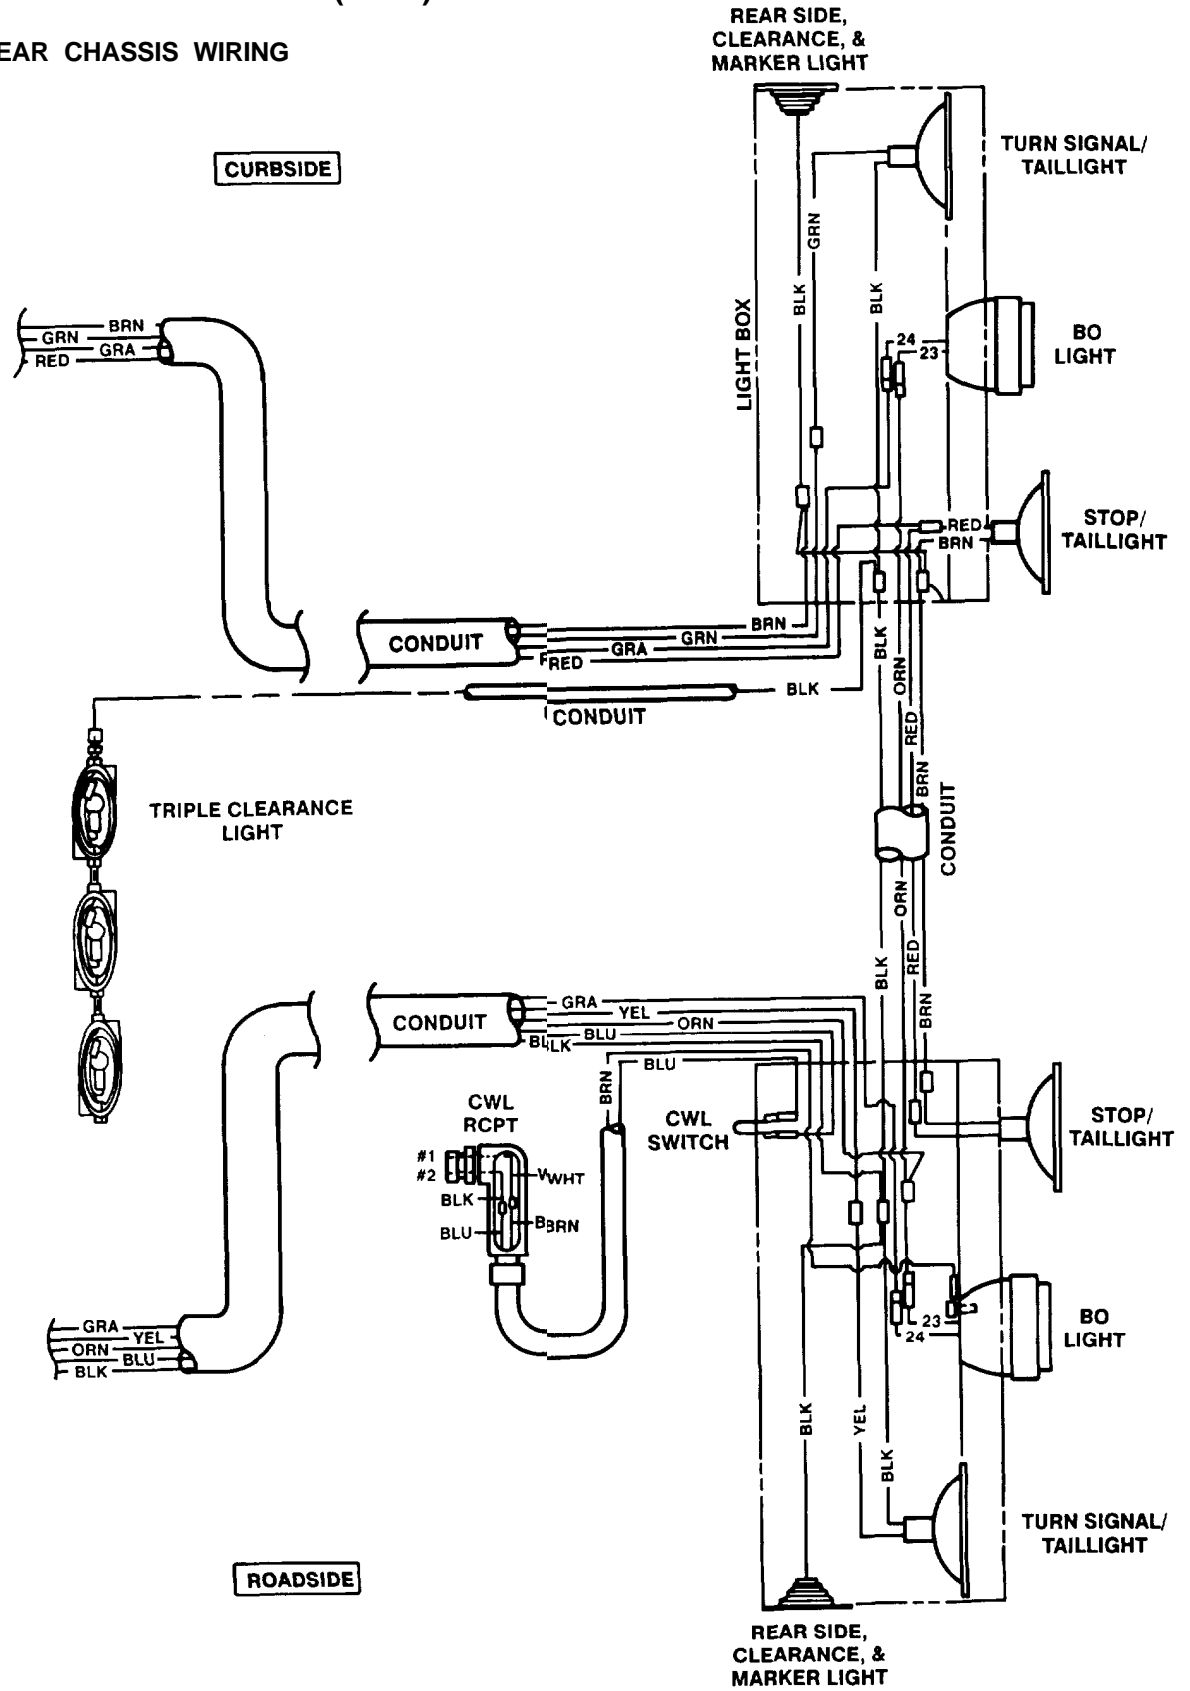 EAR CHASSIS WIRING
REAR SIDE,
CLEARANCE, &
MARKER LIGHT
CURBSIDE
TURN SIGNAL/
TAILLIGHT
GRN
BLK
BLK
LIGHT BOX
24
23
BO
LIGHT
BRN
GRN
GRA
RED
RED
BRN
STOP/
TAILLIGHT
CONDUIT
BRN
GRN
GRA
RED
BLK
CONDUIT
BLK
ORN
RED
BRN
CONDUIT
TRIPLE CLEARANCE
LIGHT
ORN
RED
BLK
BRN
CONDUIT
GRA
YEL
ORN
BLU
BLK
BLU
BRN
CWL
RCPT
#1
#2
WHT
BLK
BRN
BLU
CWL
SWITCH
STOP/
TAILLIGHT
23
24
BO
LIGHT
GRA
YEL
ORN
BLU
BLK
BLK
YEL
BLK
TURN SIGNAL/
TAILLIGHT
ROADSIDE
REAR SIDE,
CLEARANCE, &
MARKER LIGHT